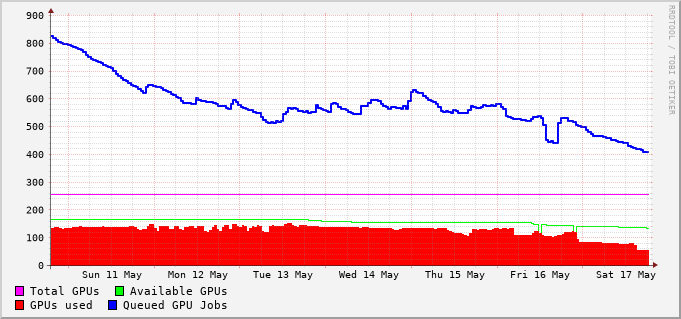 900
800
700
600
500
400
300
200
100
0
Sun 11 May Mon 12 May Tue 13 May Wed 14 May Thu 15 May Fri 16 May Sat 17 May
Total GPUs Available GPUs
GPUs used Queued GPU Jobs
RRDTOOL / TOBI OETIKER